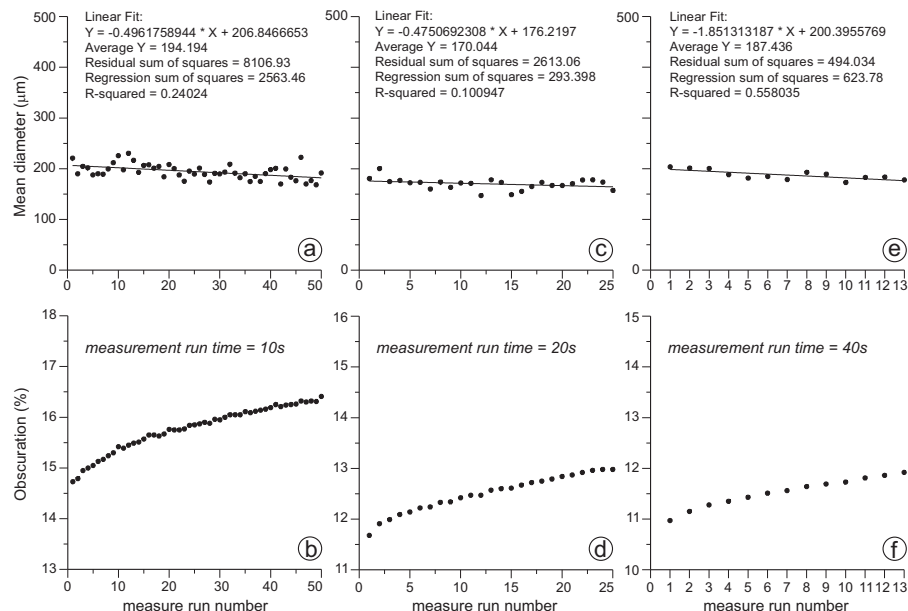 Linear Fit:
Y = -0.4961758944 * X + 206.8466653
Average Y = 194.194
Residual sum of squares = 8106.93
Regression sum of squares = 2563.46
R-squared = 0.24024
500
400
300
200
100
0
Mean diameter (μm)
0 10 20 30 40 50
a
Linear Fit:
Y = -0.4750692308 * X + 176.2197
Average Y = 170.044
Residual sum of squares = 2613.06
Regression sum of squares = 293.398
R-squared = 0.100947
500
0
0 5 10 15 20 25
c
Linear Fit:
Y = -1.851313187 * X + 200.3955769
Average Y = 187.436
Residual sum of squares = 494.034
Regression sum of squares = 623.78
R-squared = 0.558035
500
0
0 1 2 3 4 5 6 7 8 9 10 11 12 13
e
measurement run time = 10s
18
17
16
15
14
13
Obscuration (%)
0 10 20 30 40 50
measure run number
b
measurement run time = 20s
16
15
14
13
12
11
0 5 10 15 20 25
measure run number
d
measurement run time = 40s
15
14
13
12
11
10
0 1 2 3 4 5 6 7 8 9 10 11 12 13
measure run number
f